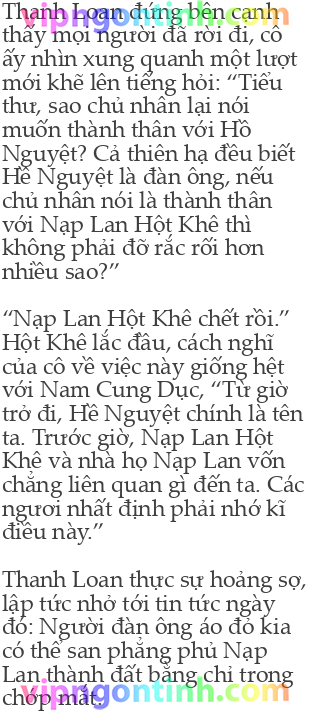 Thanh Loan đứng bên cạnh
vipngontinh.com
thấy mọi người đã rời đi, cô
ấy nhìn xung quanh một lượt
mới khẽ lên tiếng hỏi: “Tiểu
thư, sao chủ nhân lại nói
muốn thành thân với Hồ
Nguyệt? Cả thiên hạ đều biết
Hề Nguyệt là đàn ông, nếu
chủ nhân nói là thành thân
với Nạp Lan Hột Khê thì
không phải đỡ rắc rối hơn
nhiều sao?”
“Nạp Lan Hột Khê chết rồi.”
Hột Khê lắc đầu, cách nghĩ
của cô về việc này giống hệt
với Nam Cung Dục, “Từ giờ
trở đi, Hề Nguyệt chính là tên
ta. Trước giờ, Nạp Lan Hột
Khê và nhà họ Nạp Lan vốn
chẳng liên quan gì đến ta. Các
ngươi nhất định phải nhớ kĩ
điều này.”
Thanh Loan thực sự hoảng sợ,
lập tức nhớ tới tin tức ngày
đó: Người đàn ông áo đỏ kia
có thể san phẳng phủ Nạp
Lan thành đất bằng chỉ trong
chớp mắt.
vipngontinh.com